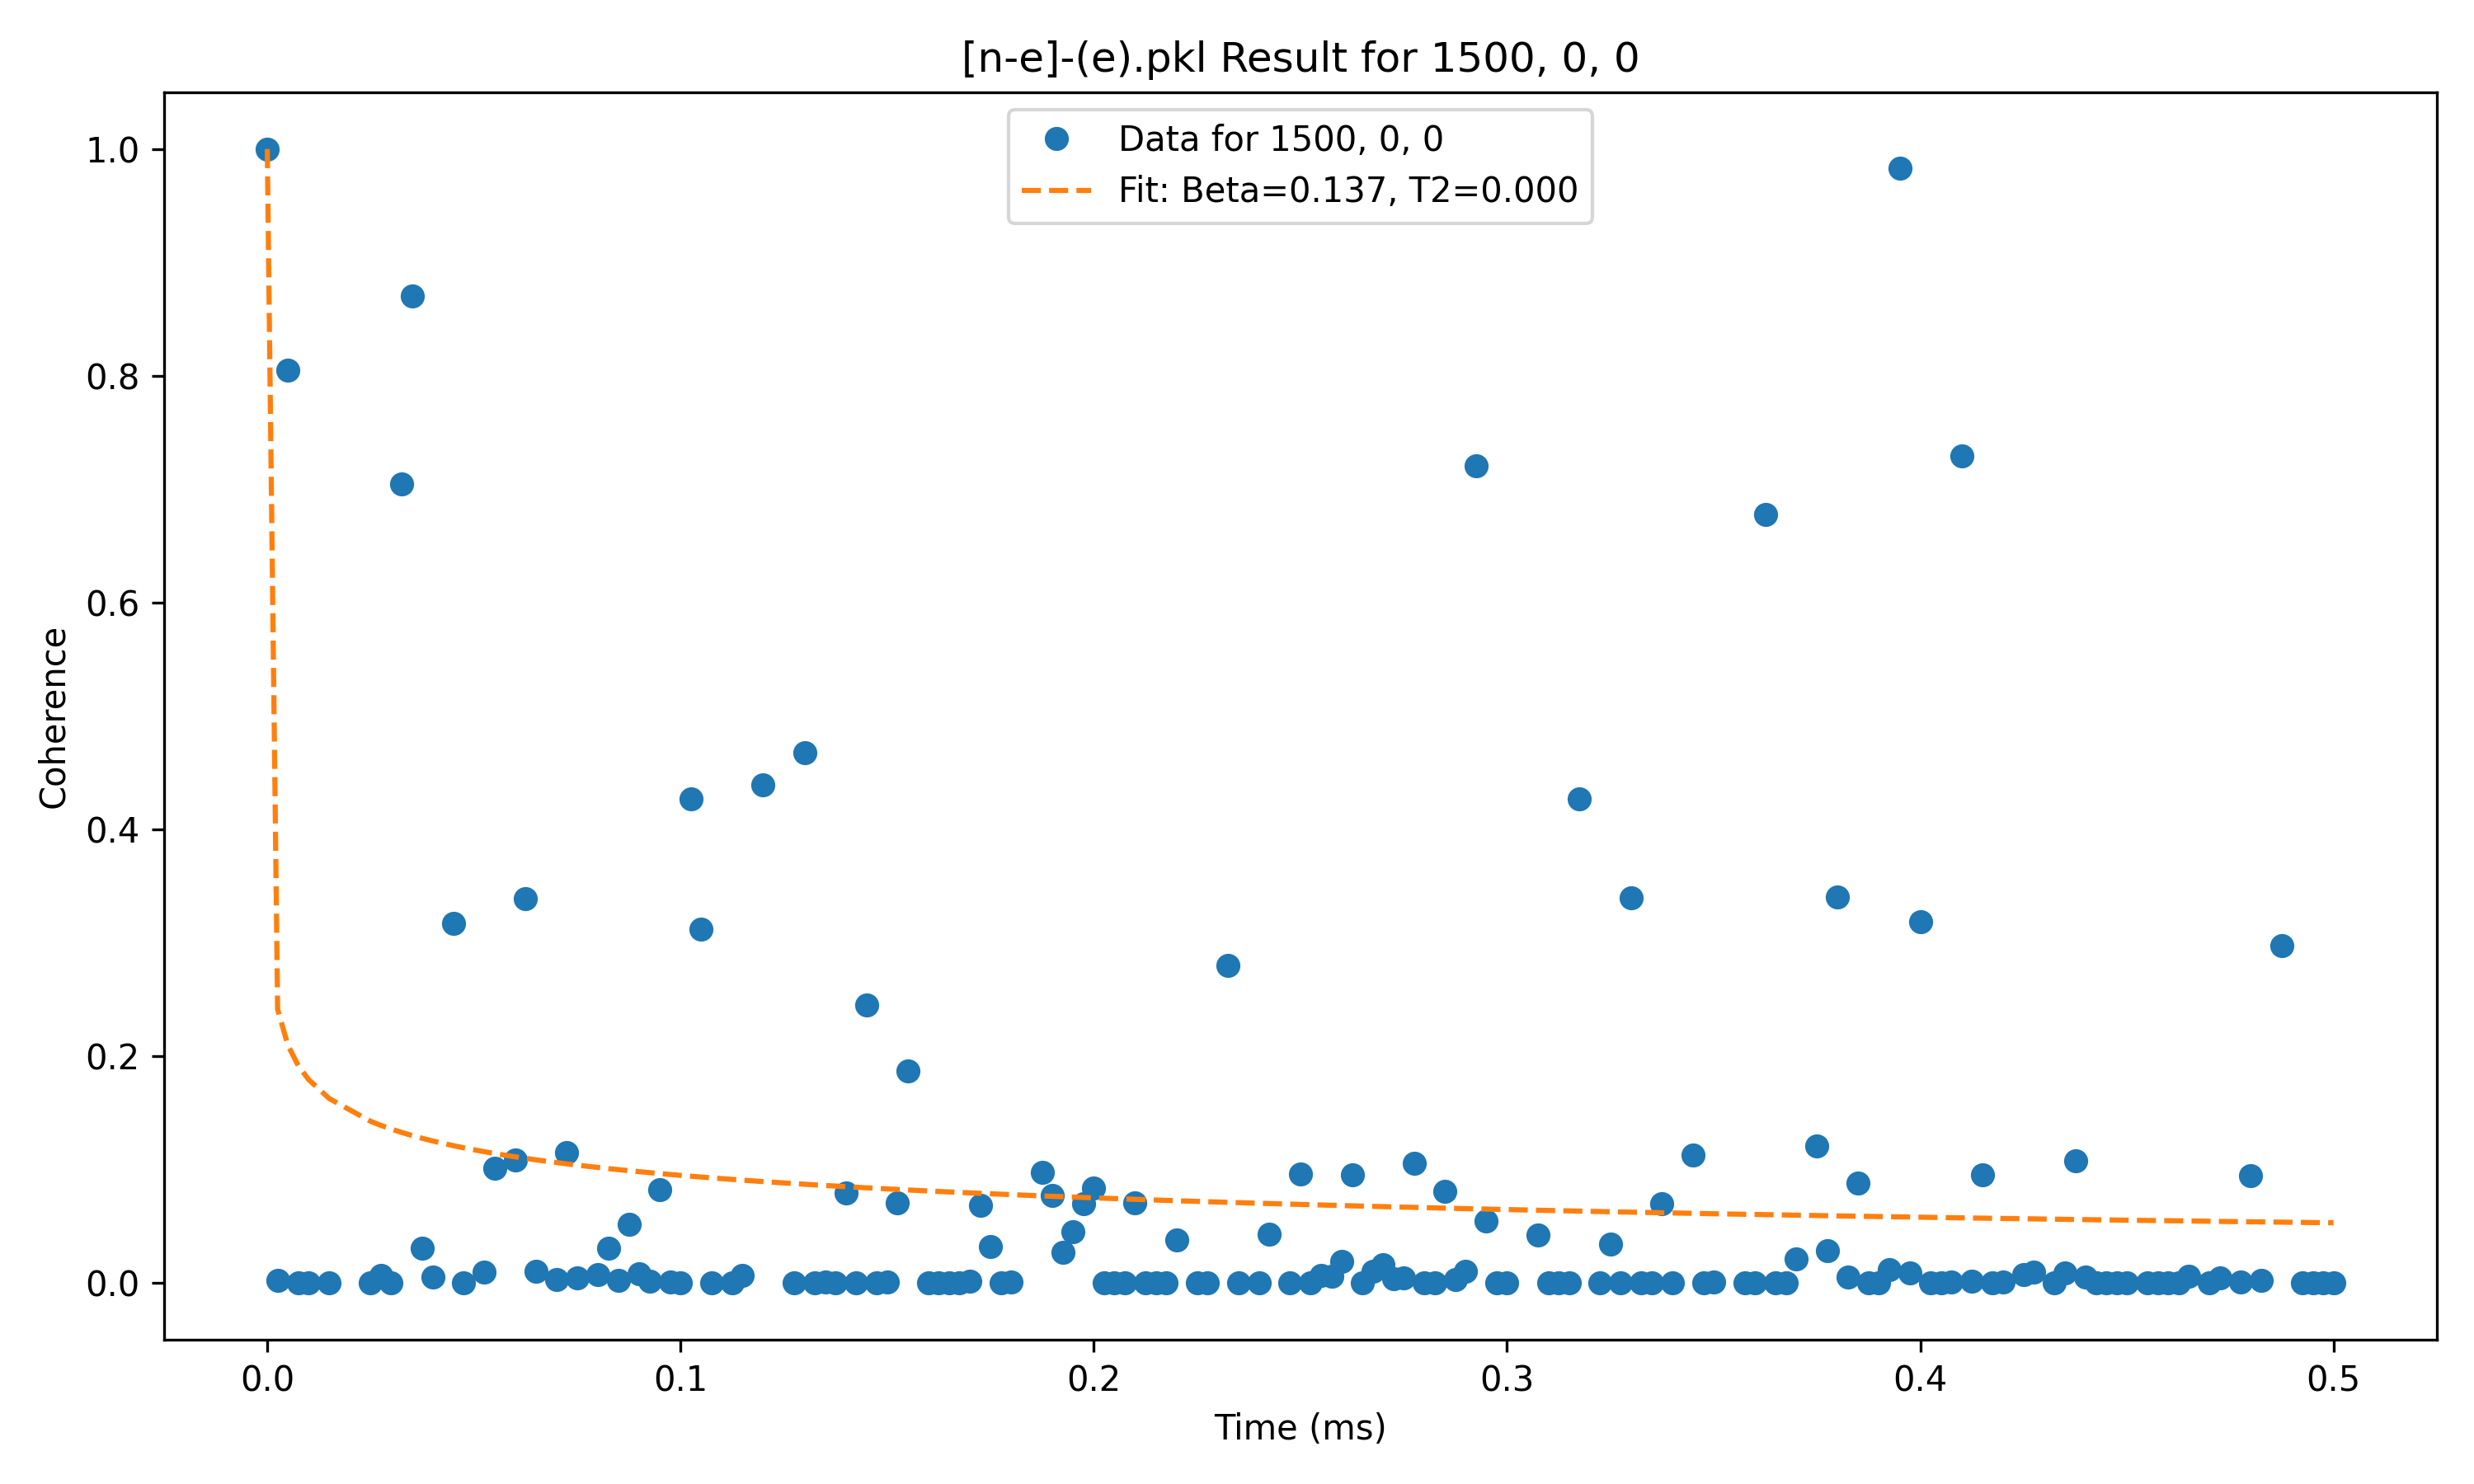 [n-e]-(e).pkl Result for 1500, 0, 0
Data for 1500, 0, 0
Fit: Beta=0.137, T2=0.000
1.0
0.8
0.6
0.4
0.2
0.0
Coherence
0.0 0.1 0.2 0.3 0.4 0.5
Time (ms)